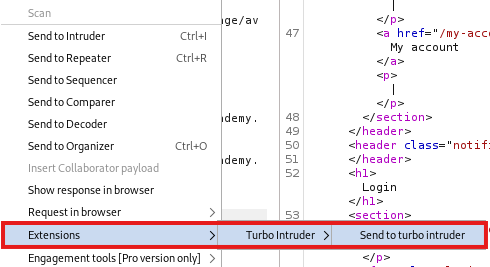 Scan
Send to Intruder Ctrl+I
Send to Repeater Ctrl+R
Send to Sequencer
Send to Comparer
Send to Decoder
Send to Organizer Ctrl+O
Insert Collaborator payload
Show response in browser
Request in browser >
Extensions >
Engagement tools [Pro version only] >
Turbo Intruder >
Send to turbo intruder
age/av
demy.
demy.
</p>
47 <a href="/my-acc
My account
</a>
<p>
|
</p>
48 </section>
49 </header>
50 <header class="notif
51 </header>
52 <h1>
Login
</h1>
53 <section>
</p>